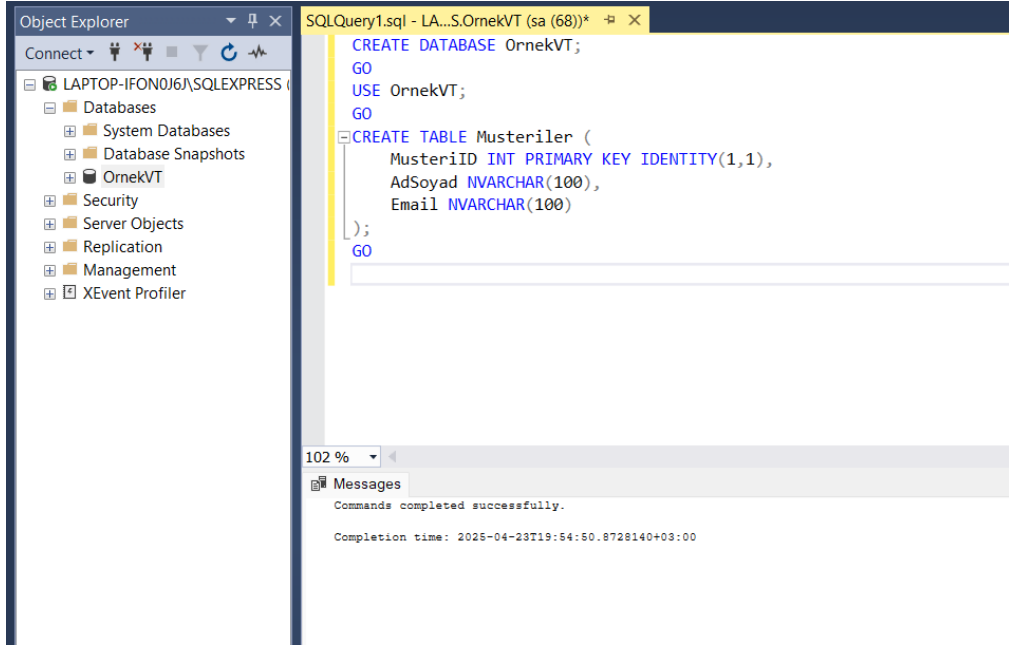 Object Explorer
Connect
LAPTOP-IFON0J6J\SQLEXPRESS (
Databases
System Databases
Database Snapshots
OrnekVT
Security
Server Objects
Replication
Management
XEvent Profiler
SQLQuery1.sql - LA...S.OrnekVT (sa (68))*
CREATE DATABASE OrnekVT;
GO
USE OrnekVT;
GO
CREATE TABLE Musteriler (
    MusteriID INT PRIMARY KEY IDENTITY(1,1),
    AdSoyad NVARCHAR(100),
    Email NVARCHAR(100)
);
GO
102 %
Messages
Commands completed successfully.
Completion time: 2025-04-23T19:54:50.8728140+03:00